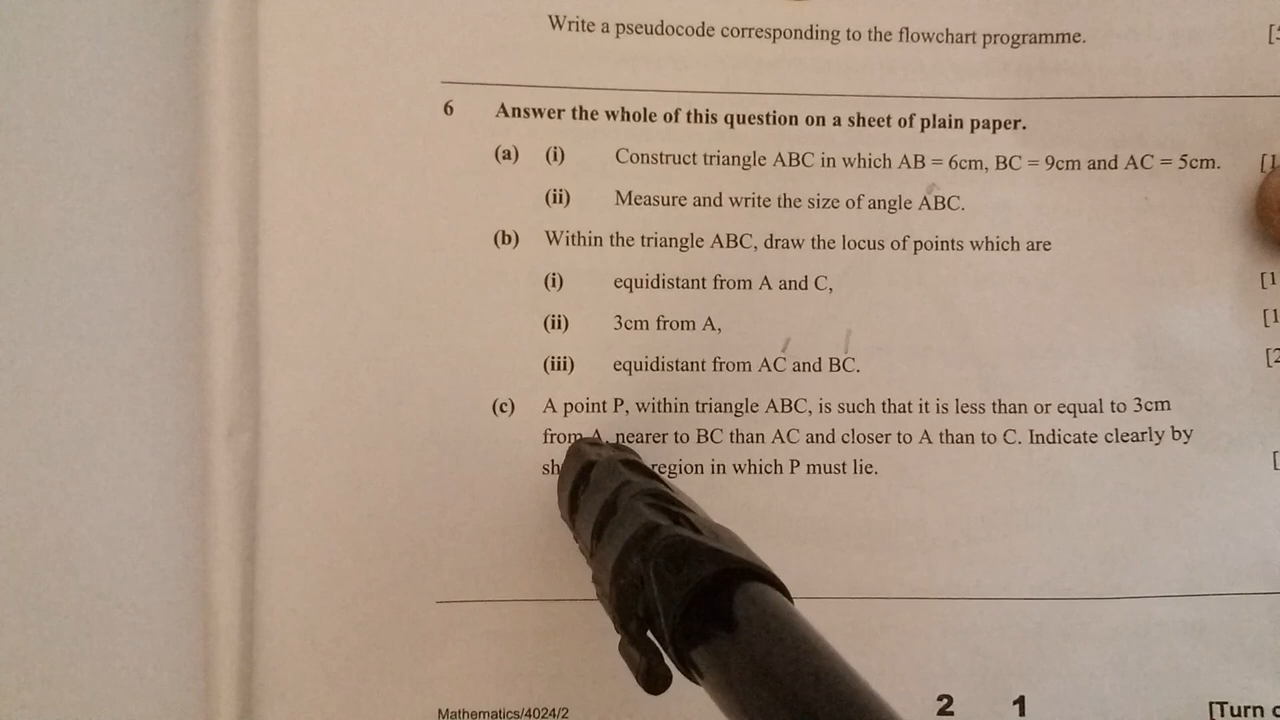 Write a pseudocode corresponding to the flowchart programme.
6 Answer the whole of this question on a sheet of plain paper.
(a) (i) Construct triangle ABC in which AB = 6cm, BC = 9cm and AC = 5cm. [1
(ii) Measure and write the size of angle ABC.
(b) Within the triangle ABC, draw the locus of points which are
(i) equidistant from A and C, [1
(ii) 3cm from A, [1
(iii) equidistant from AC and BC. [2
(c) A point P, within triangle ABC, is such that it is less than or equal to 3cm
from A, nearer to BC than AC and closer to A than to C. Indicate clearly by
region in which P must lie. [
Mathematics/4024/2 2 1 [Turn